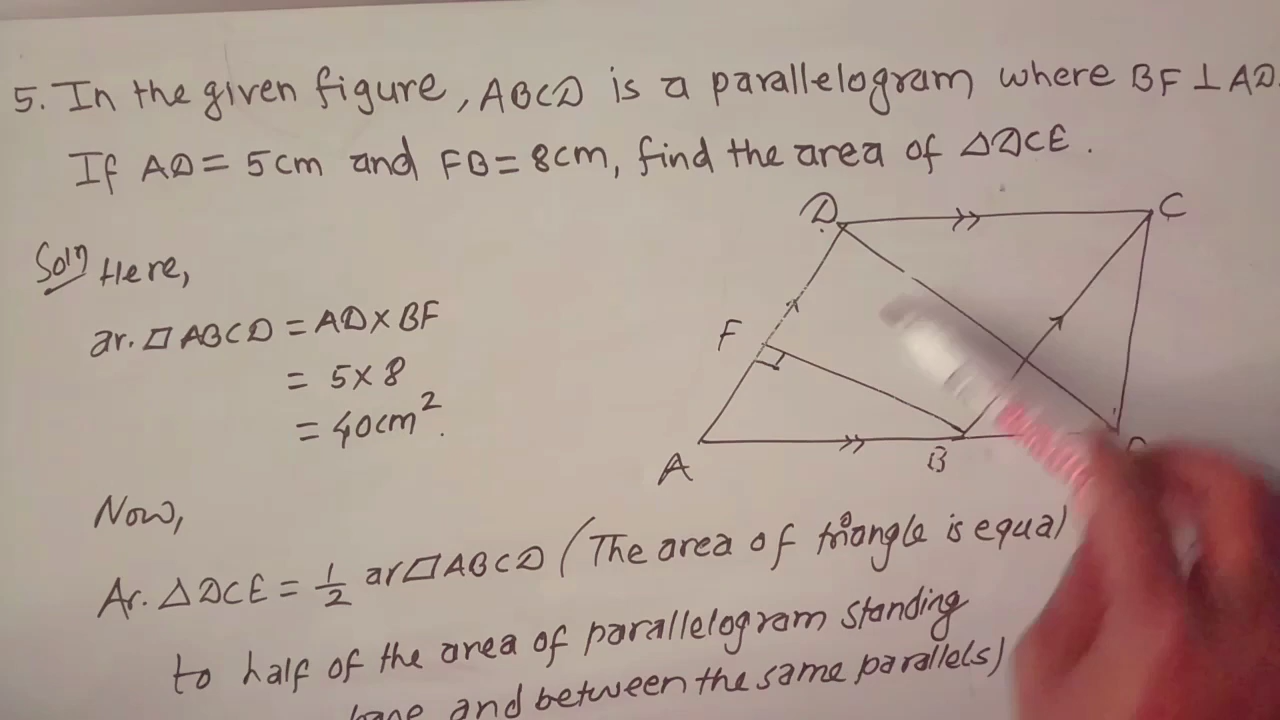 5. In the given figure, ABCD is a parallelogram where BF ⊥ AD.
If AD = 5cm and FB = 8cm, find the area of △DCE.
Soln Here,
ar. ▱ ABCD = AD × BF
= 5 × 8
= 40cm².
D
C
F
A
B
Now,
Ar. △DCE = 1/2 ar▱ABCD (The area of triangle is equal
to half of the area of parallelogram standing
base and between the same parallels)